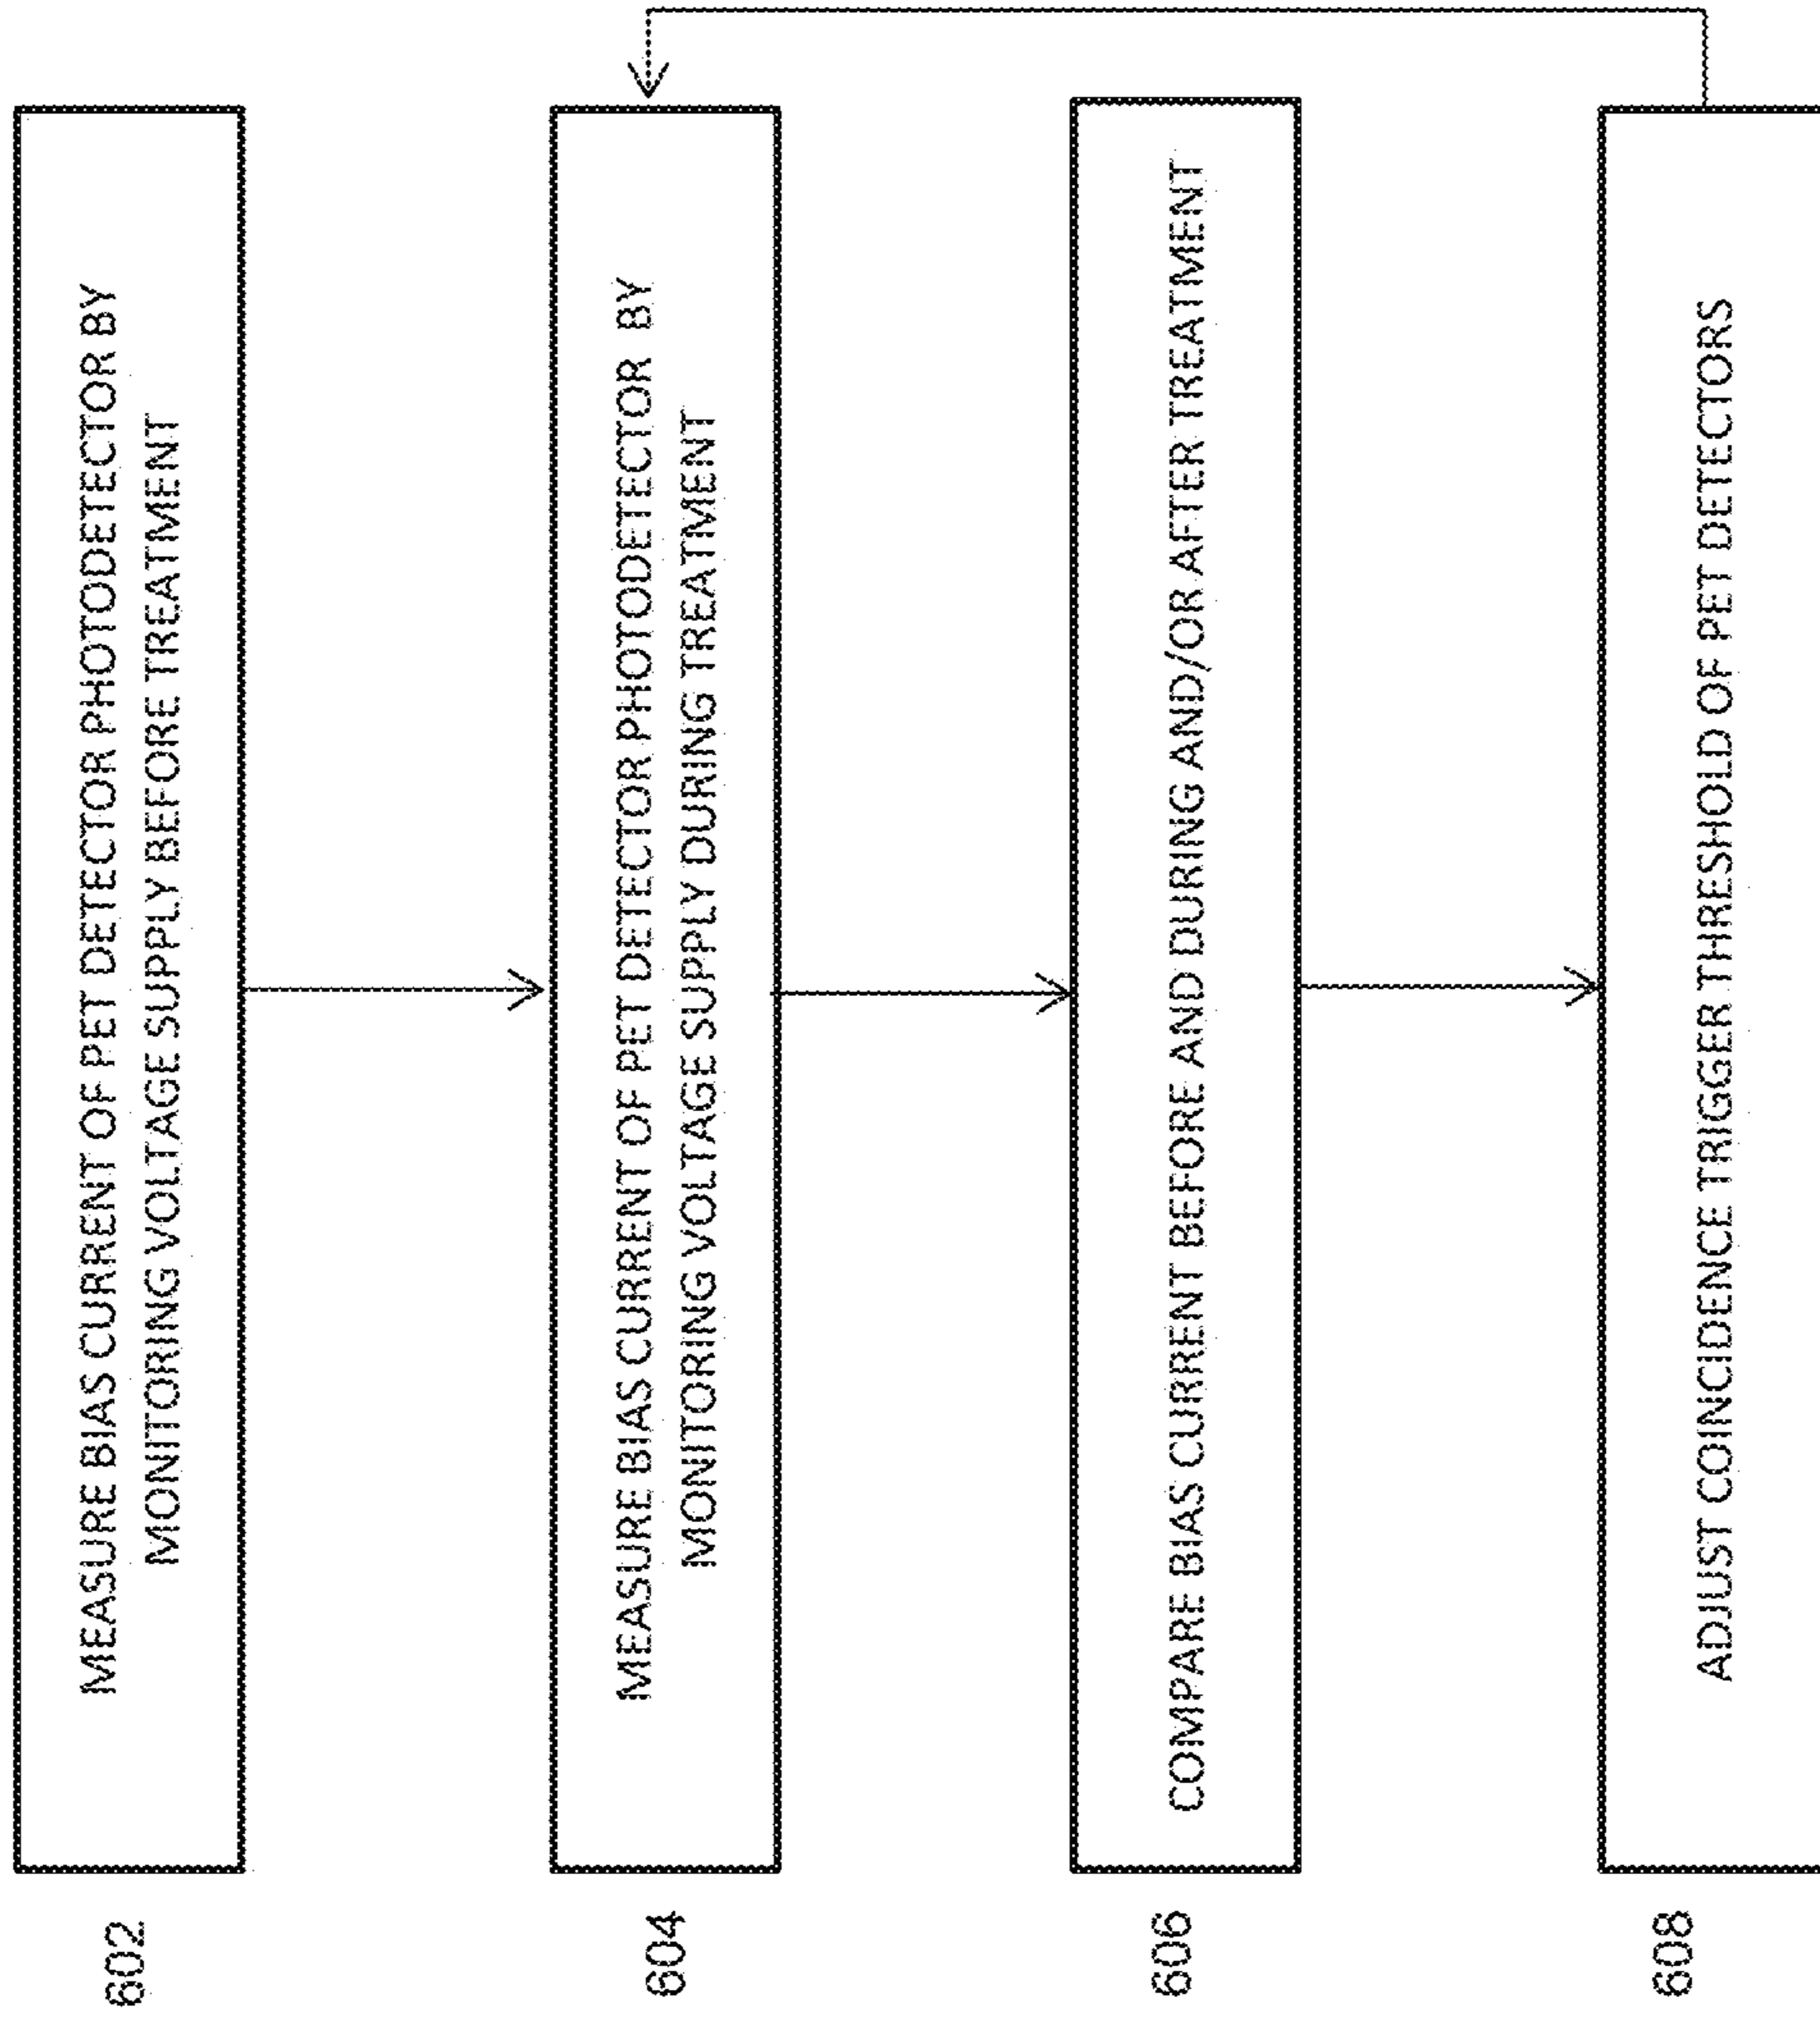 602
MEASURE BIAS CURRENT OF PET DETECTOR PHOTODETECTOR BY
MONITORING VOLTAGE SUPPLY BEFORE TREATMENT
604
MEASURE BIAS CURRENT OF PET DETECTOR PHOTODETECTOR BY
MONITORING VOLTAGE SUPPLY DURING TREATMENT
606
COMPARE BIAS CURRENT BEFORE AND DURING AND/OR AFTER TREATMENT
608
ADJUST COINCIDENCE TRIGGER THRESHOLD OF PET DETECTORS